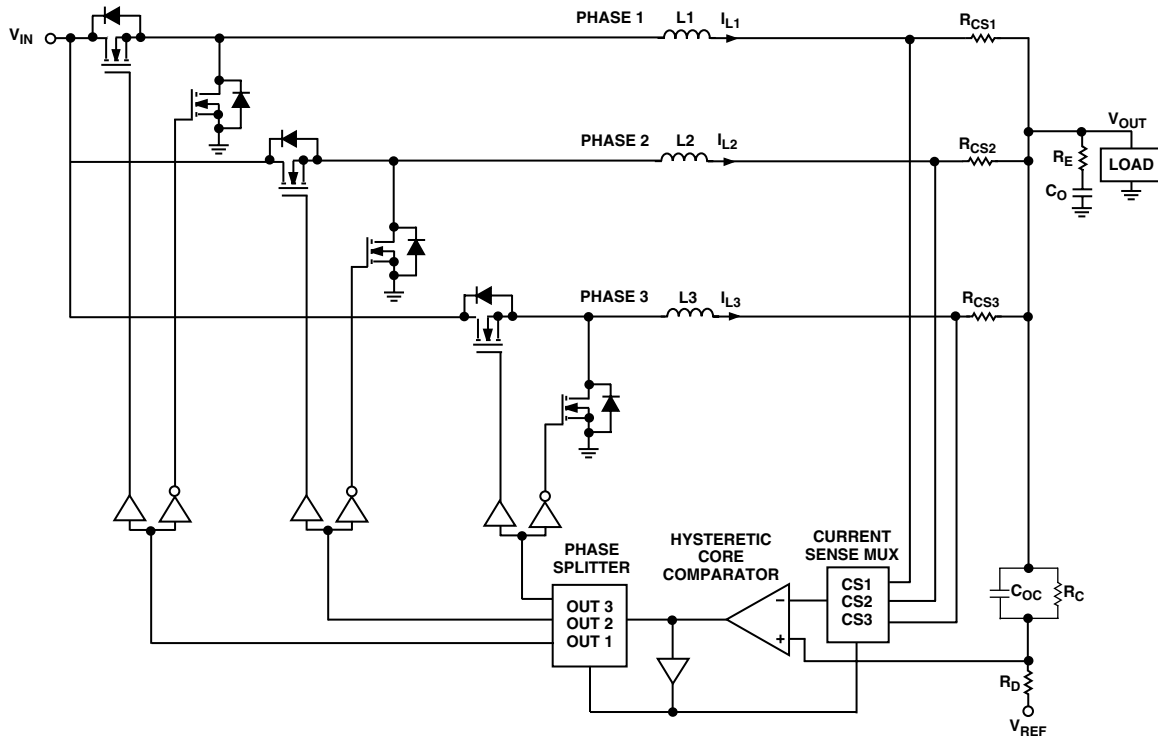 PHASE 1 L1 IL1 RCS1
VIN
VOUT
PHASE 2 L2 IL2 RCS2
RE LOAD
CO
PHASE 3 L3 IL3 RCS3
PHASE
SPLITTER
OUT 3
OUT 2
OUT 1
HYSTERETIC
CORE
COMPARATOR
−
+
CURRENT
SENSE MUX
CS1
CS2
CS3
COC RC
RD
VREF